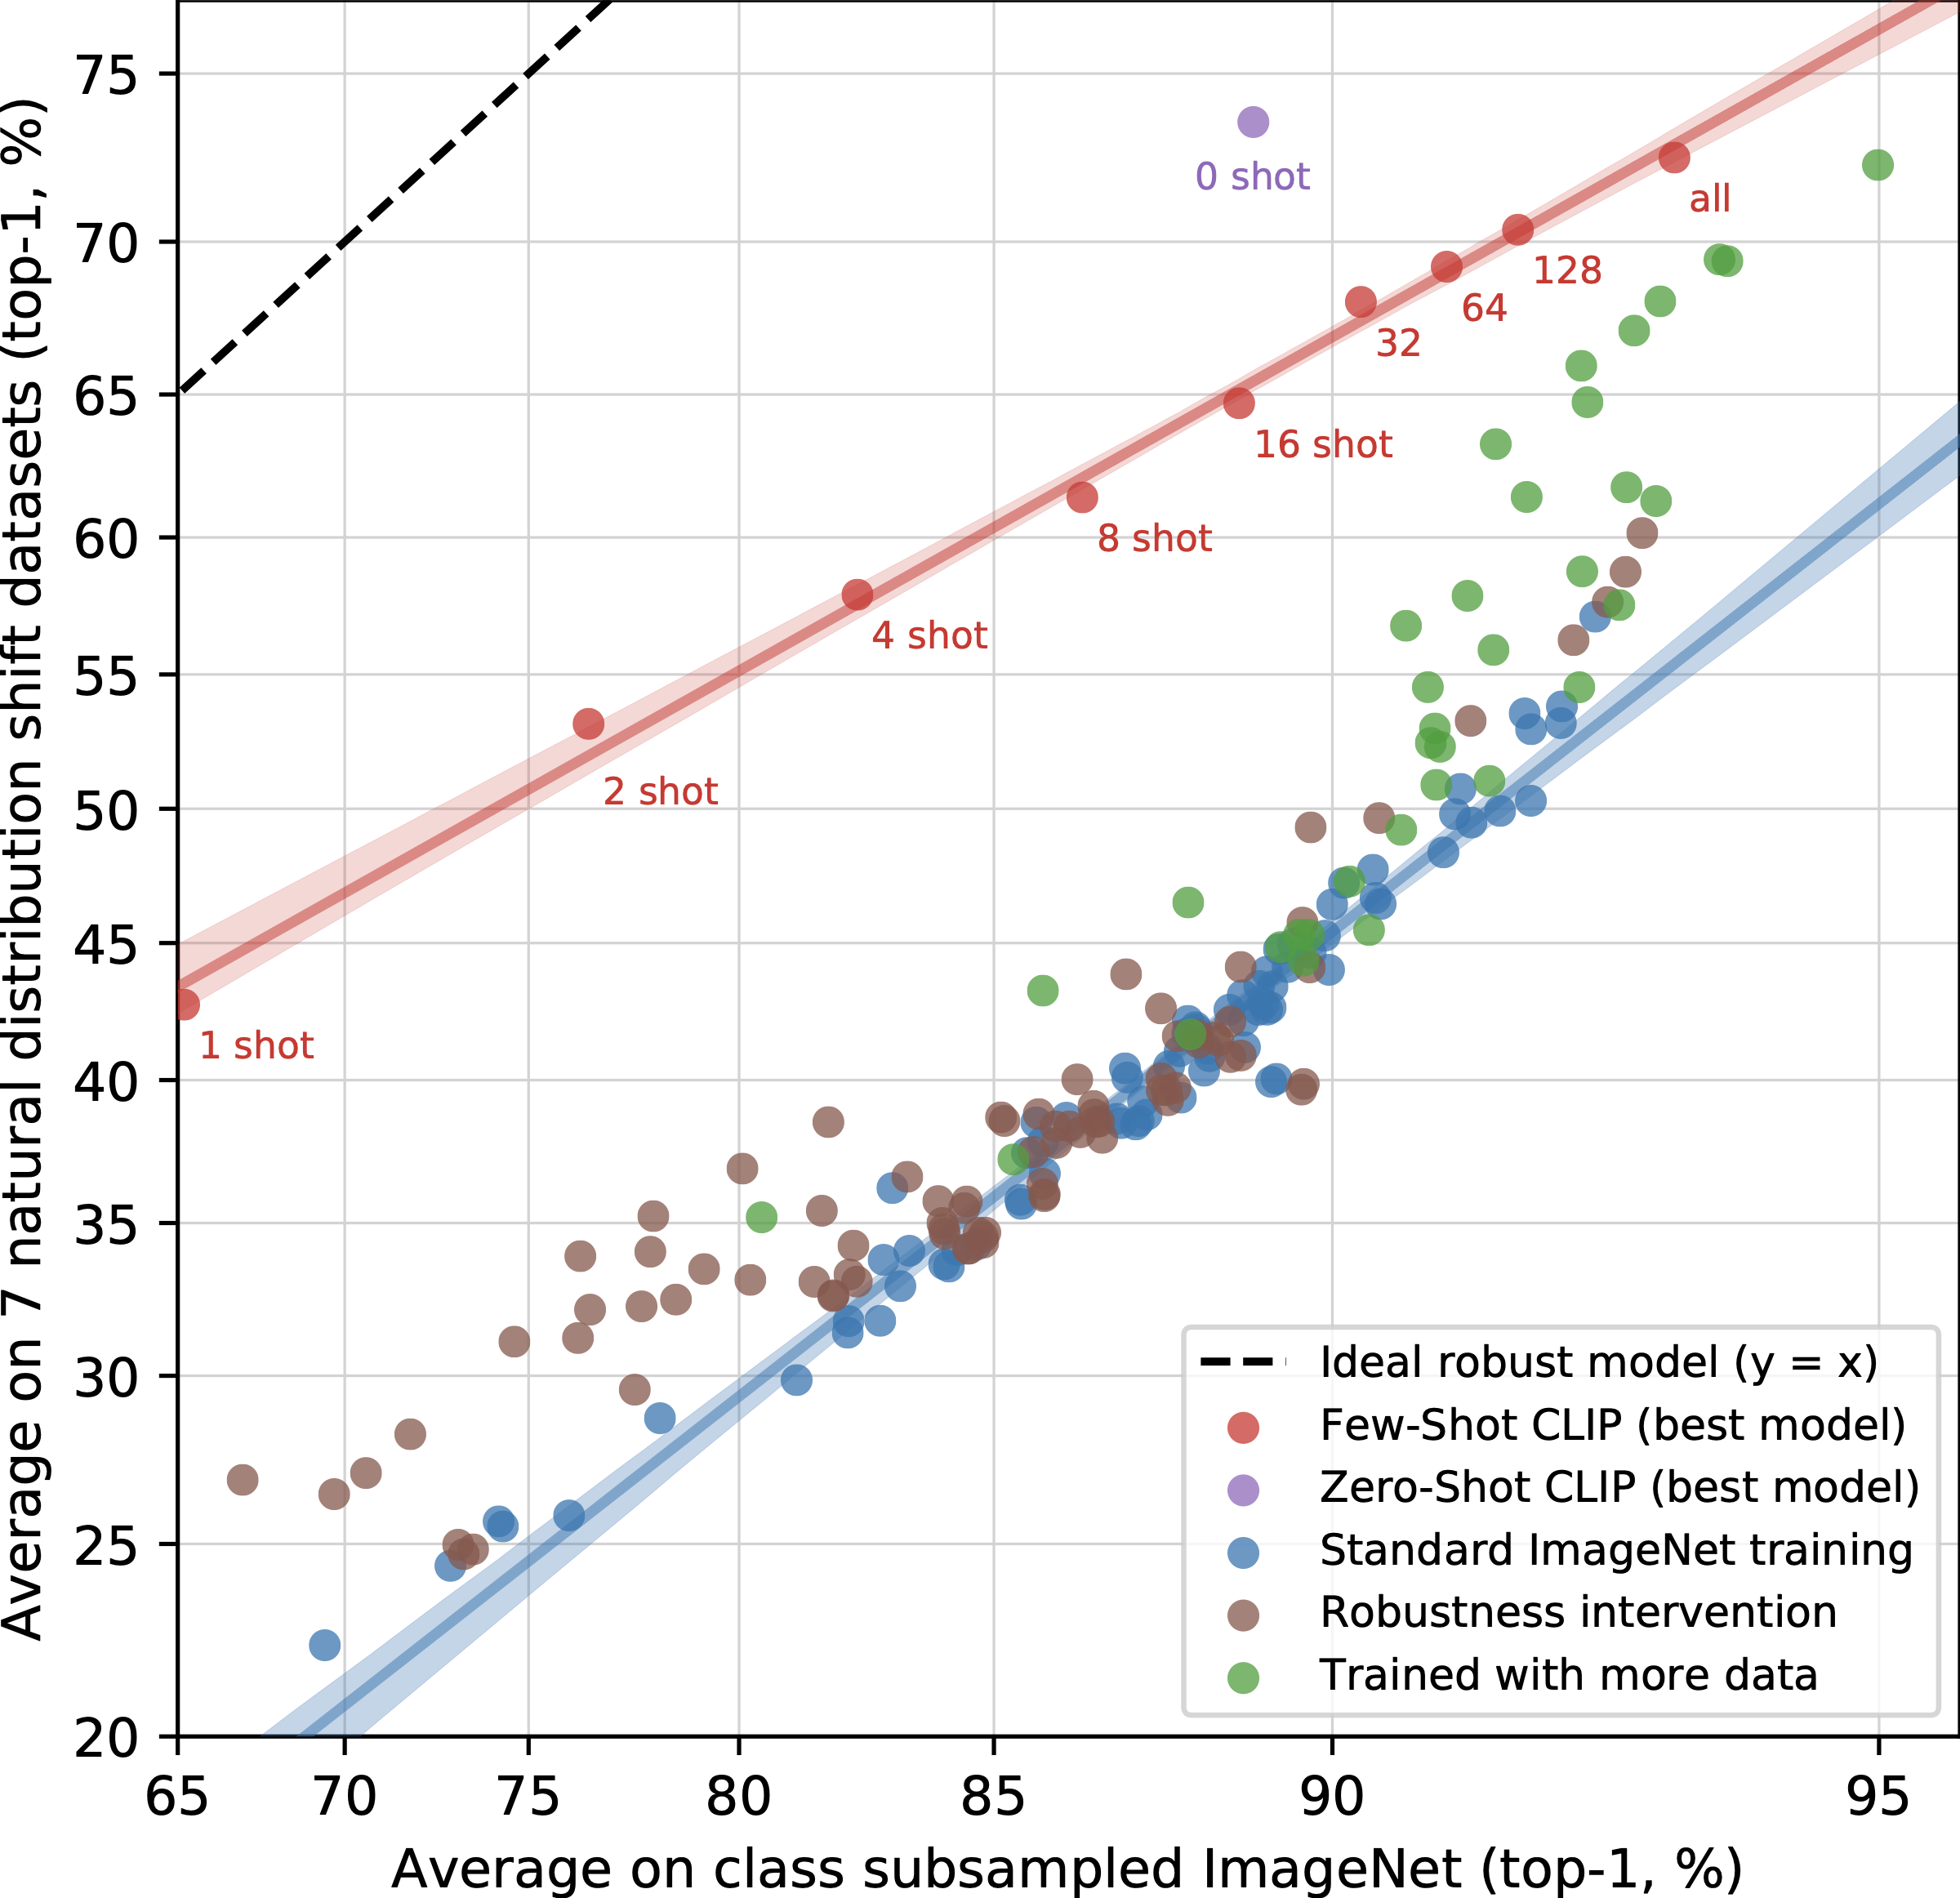 Average on 7 natural distribution shift datasets (top-1, %)
75
70
65
60
55
50
45
40
35
30
25
20
0 shot
all
128
64
32
16 shot
8 shot
4 shot
2 shot
1 shot
Ideal robust model (y = x)
Few-Shot CLIP (best model)
Zero-Shot CLIP (best model)
Standard ImageNet training
Robustness intervention
Trained with more data
65 70 75 80 85 90 95
Average on class subsampled ImageNet (top-1, %)